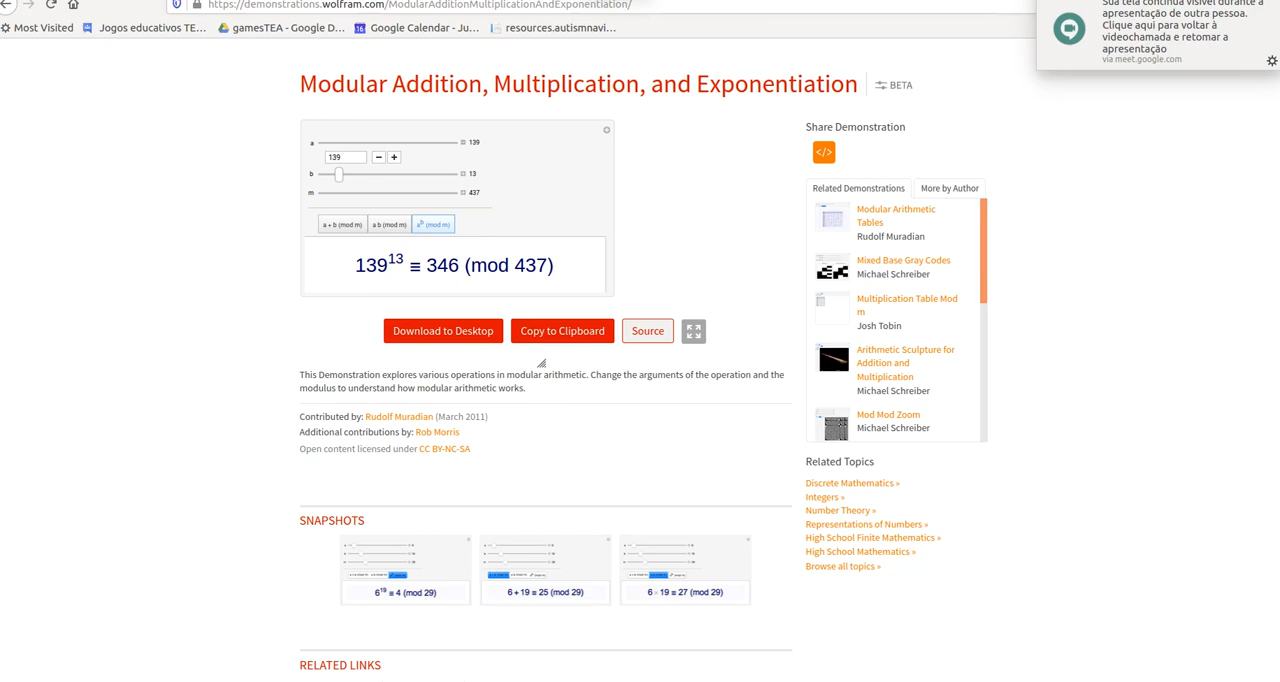 https://demonstrations.wolfram.com/ModularAdditionMultiplicationAndExponentiation/
Most Visited
Jogos educativos TE...
gamesTEA - Google D...
Google Calendar - Ju...
resources.autismnavi...
Sua tela continua visível durante a
apresentação de outra pessoa.
Clique aqui para voltar à
videochamada e retomar a
apresentação
via meet.google.com
Modular Addition, Multiplication, and Exponentiation
BETA
a 139
139 − +
b 13
m 437
a + b (mod m) a b (mod m) a^b (mod m)
139^13 ≡ 346 (mod 437)
Download to Desktop
Copy to Clipboard
Source
This Demonstration explores various operations in modular arithmetic. Change the arguments of the operation and the
modulus to understand how modular arithmetic works.
Contributed by: Rudolf Muradian (March 2011)
Additional contributions by: Rob Morris
Open content licensed under CC BY-NC-SA
SNAPSHOTS
6^19 ≡ 4 (mod 29)
6 + 19 ≡ 25 (mod 29)
6 × 19 ≡ 27 (mod 29)
RELATED LINKS
Share Demonstration
</>
Related Demonstrations
More by Author
Modular Arithmetic
Tables
Rudolf Muradian
Mixed Base Gray Codes
Michael Schreiber
Multiplication Table Mod
m
Josh Tobin
Arithmetic Sculpture for
Addition and
Multiplication
Michael Schreiber
Mod Mod Zoom
Michael Schreiber
Related Topics
Discrete Mathematics »
Integers »
Number Theory »
Representations of Numbers »
High School Finite Mathematics »
High School Mathematics »
Browse all topics »